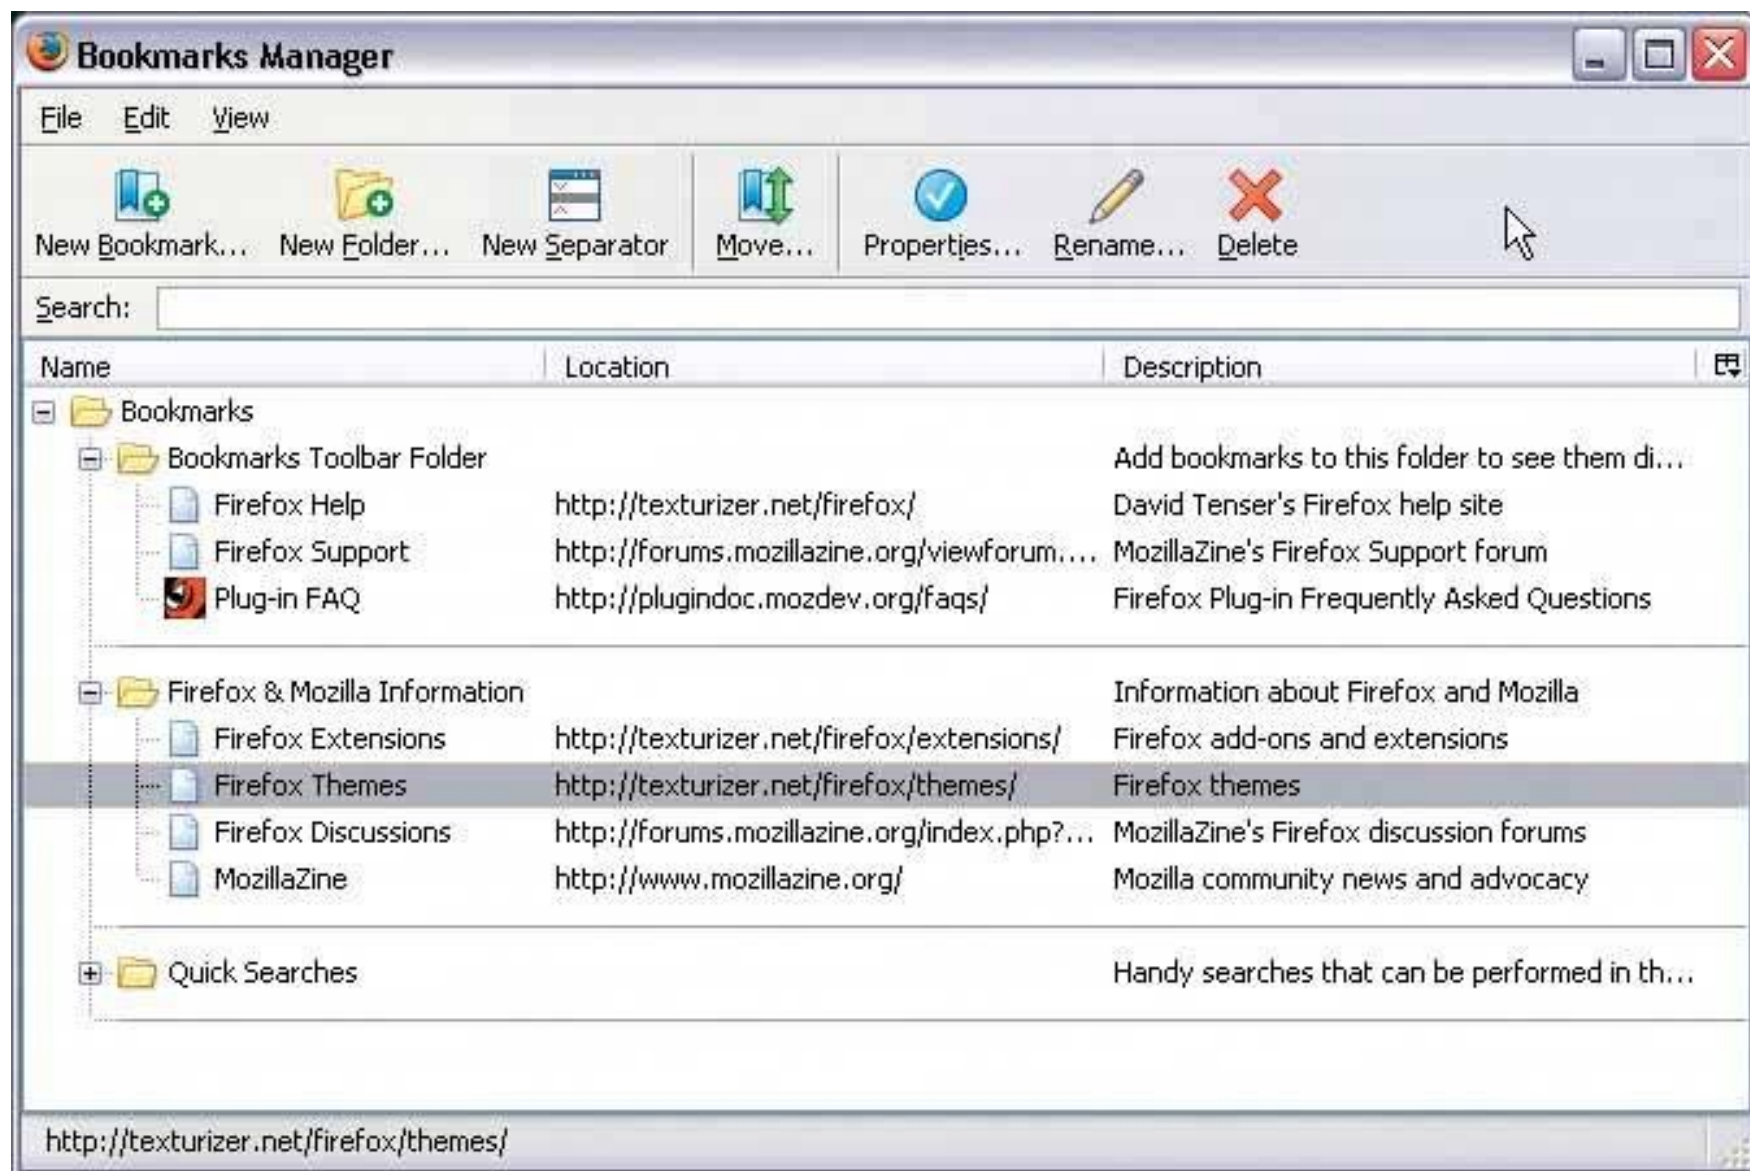 Bookmarks Manager
File Edit View
New Bookmark... New Folder... New Separator Move... Properties... Rename... Delete
Search:
Name Location Description
Bookmarks
Bookmarks Toolbar Folder Add bookmarks to this folder to see them di...
Firefox Help http://texturizer.net/firefox/ David Tenser's Firefox help site
Firefox Support http://forums.mozillazine.org/viewforum.... MozillaZine's Firefox Support forum
Plug-in FAQ http://plugindoc.mozdev.org/faqs/ Firefox Plug-in Frequently Asked Questions
Firefox & Mozilla Information Information about Firefox and Mozilla
Firefox Extensions http://texturizer.net/firefox/extensions/ Firefox add-ons and extensions
Firefox Themes http://texturizer.net/firefox/themes/ Firefox themes
Firefox Discussions http://forums.mozillazine.org/index.php?... MozillaZine's Firefox discussion forums
MozillaZine http://www.mozillazine.org/ Mozilla community news and advocacy
Quick Searches Handy searches that can be performed in th...
http://texturizer.net/firefox/themes/